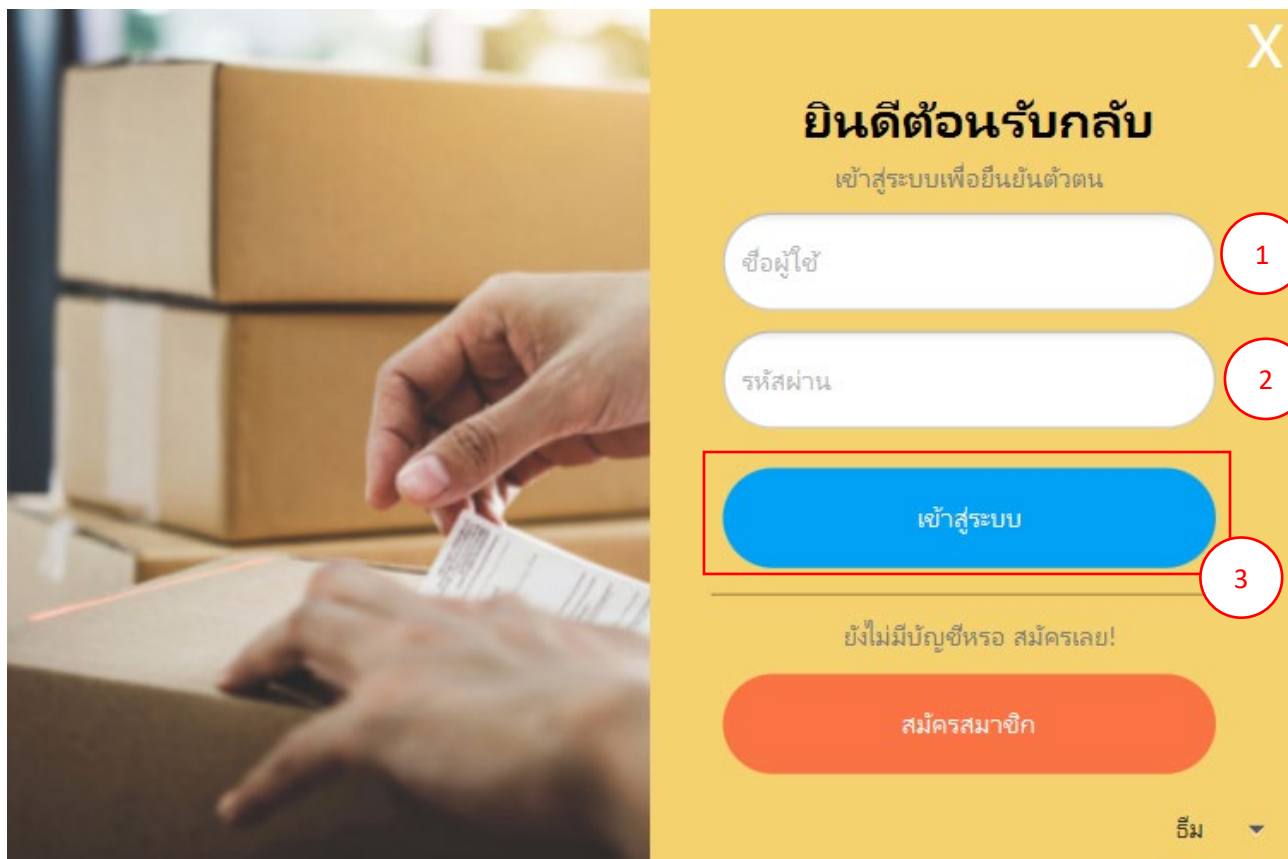 X
ยินดีต้อนรับกลับ
เข้าสู่ระบบเพื่อยืนยันตัวตน
ชื่อผู้ใช้
1
รหัสผ่าน
2
เข้าสู่ระบบ
3
ยังไม่มีบัญชีหรอ สมัครเลย!
สมัครสมาชิก
ธีม